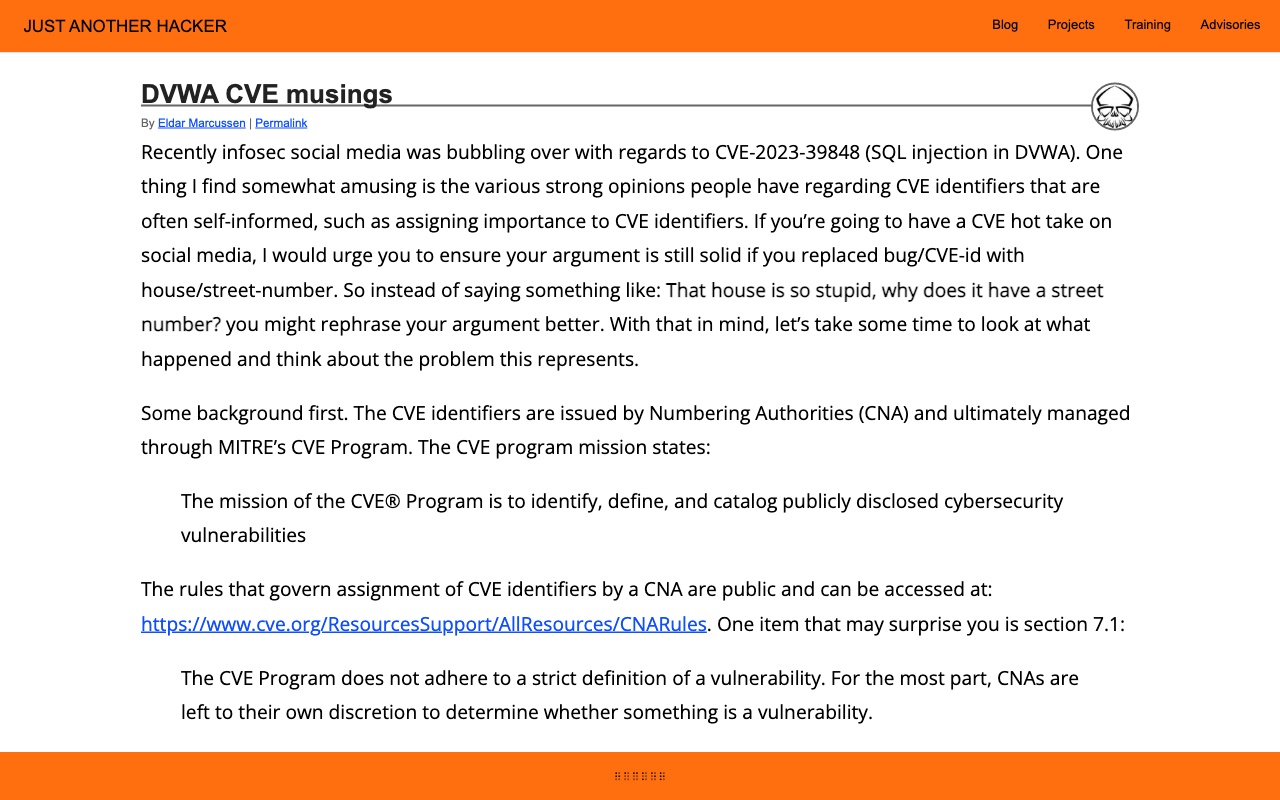 JUST ANOTHER HACKER
Blog Projects Training Advisories
DVWA CVE musings
By Eldar Marcussen | Permalink
Recently infosec social media was bubbling over with regards to CVE-2023-39848 (SQL injection in DVWA). One
thing I find somewhat amusing is the various strong opinions people have regarding CVE identifiers that are
often self-informed, such as assigning importance to CVE identifiers. If you’re going to have a CVE hot take on
social media, I would urge you to ensure your argument is still solid if you replaced bug/CVE-id with
house/street-number. So instead of saying something like: That house is so stupid, why does it have a street
number? you might rephrase your argument better. With that in mind, let’s take some time to look at what
happened and think about the problem this represents.
Some background first. The CVE identifiers are issued by Numbering Authorities (CNA) and ultimately managed
through MITRE’s CVE Program. The CVE program mission states:
The mission of the CVE® Program is to identify, define, and catalog publicly disclosed cybersecurity
vulnerabilities
The rules that govern assignment of CVE identifiers by a CNA are public and can be accessed at:
https://www.cve.org/ResourcesSupport/AllResources/CNARules. One item that may surprise you is section 7.1:
The CVE Program does not adhere to a strict definition of a vulnerability. For the most part, CNAs are
left to their own discretion to determine whether something is a vulnerability.